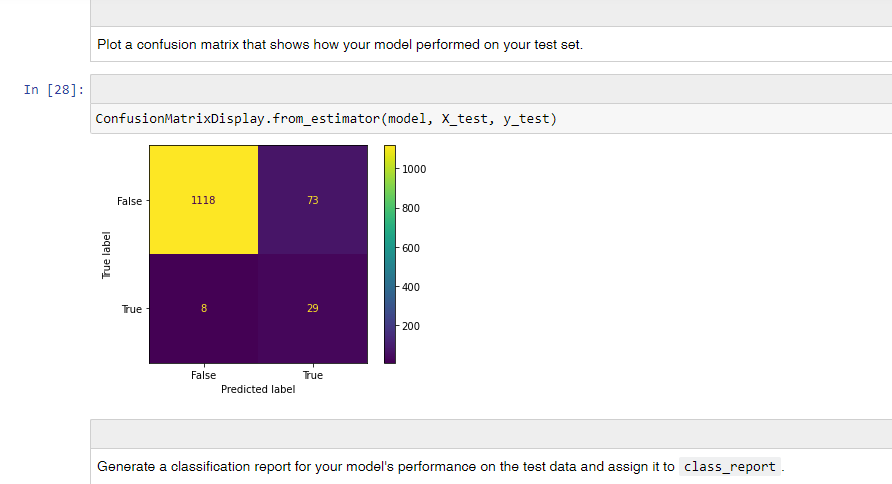 Plot a confusion matrix that shows how your model performed on your test set.
In [28]:
ConfusionMatrixDisplay.from_estimator(model, X_test, y_test)
1000
800
600
400
200
False
1118
73
True label
True
8
29
False
True
Predicted label
Generate a classification report for your model's performance on the test data and assign it to class_report.